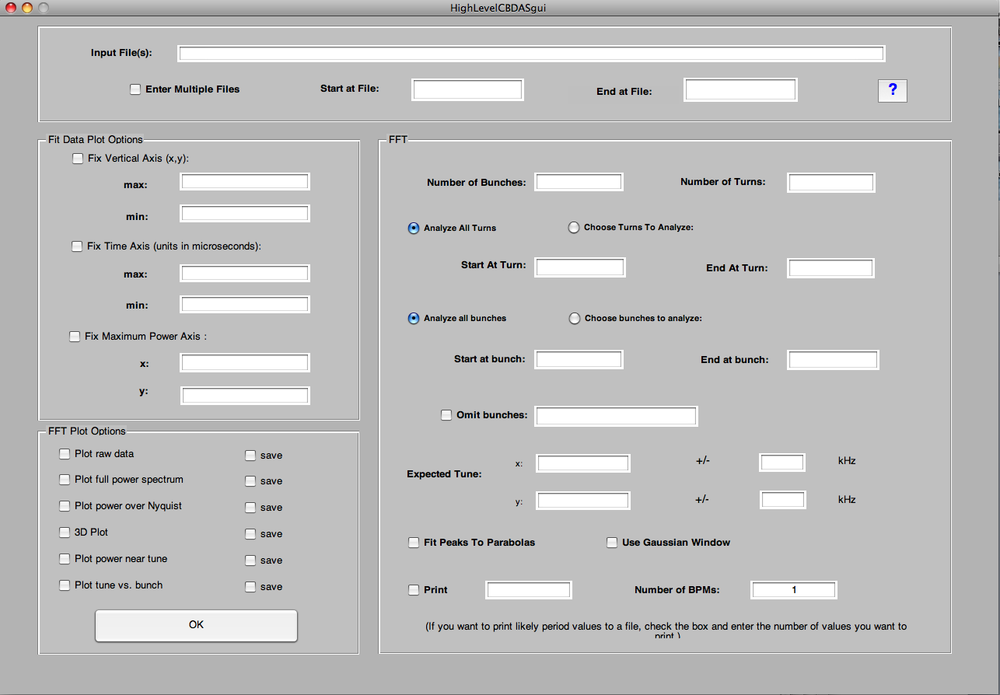 HighLevelCBDASgui
Input File(s):
Enter Multiple Files Start at File: End at File: ?
Fit Data Plot Options
Fix Vertical Axis (x,y):
max:
min:
Fix Time Axis (units in microseconds):
max:
min:
Fix Maximum Power Axis :
x:
y:
FFT Plot Options
Plot raw data save
Plot full power spectrum save
Plot power over Nyquist save
3D Plot save
Plot power near tune save
Plot tune vs. bunch save
OK
FFT
Number of Bunches: Number of Turns:
Analyze All Turns Choose Turns To Analyze:
Start At Turn: End At Turn:
Analyze all bunches Choose bunches to analyze:
Start at bunch: End at bunch:
Omit bunches:
Expected Tune:
x: +/- kHz
y: +/- kHz
Fit Peaks To Parabolas Use Gaussian Window
Print Number of BPMs: 1
(If you want to print likely period values to a file, check the box and enter the number of values you want to
print.)